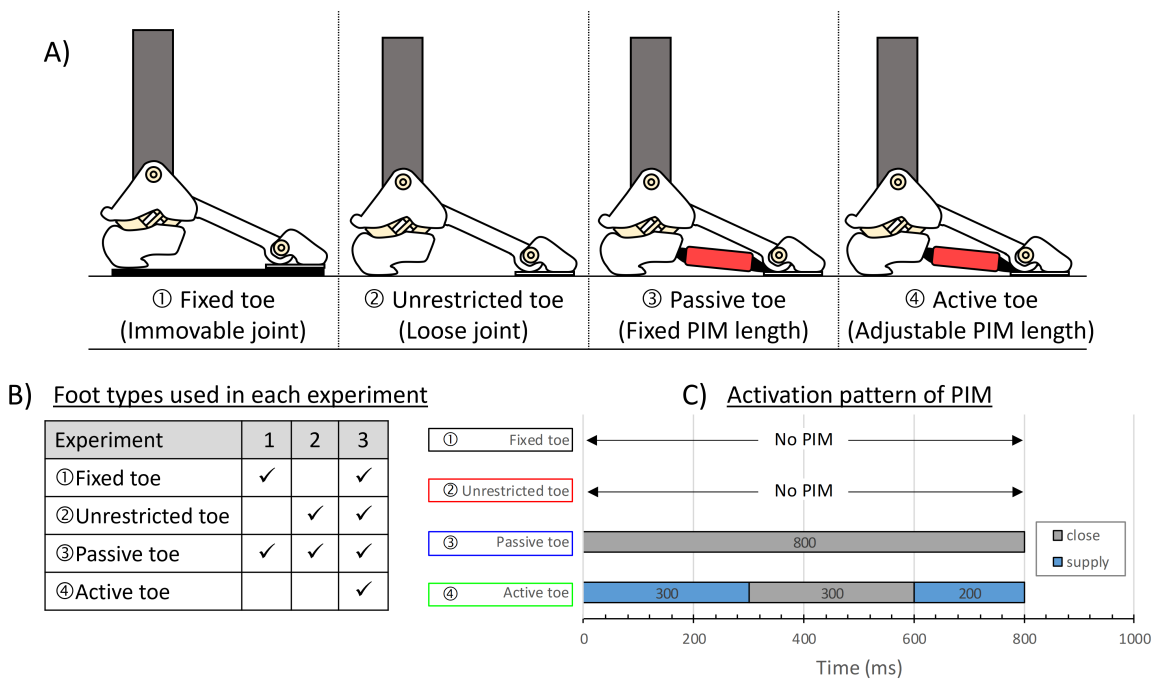 A)
① Fixed toe
(Immovable joint)
② Unrestricted toe
(Loose joint)
③ Passive toe
(Fixed PIM length)
④ Active toe
(Adjustable PIM length)
B) Foot types used in each experiment
Experiment 1 2 3
①Fixed toe ✓ ✓
②Unrestricted toe ✓ ✓
③Passive toe ✓ ✓ ✓
④Active toe ✓
C) Activation pattern of PIM
① Fixed toe No PIM
② Unrestricted toe No PIM
③ Passive toe 800
④ Active toe 300 300 200
close
supply
0 200 400 600 800 1000
Time (ms)